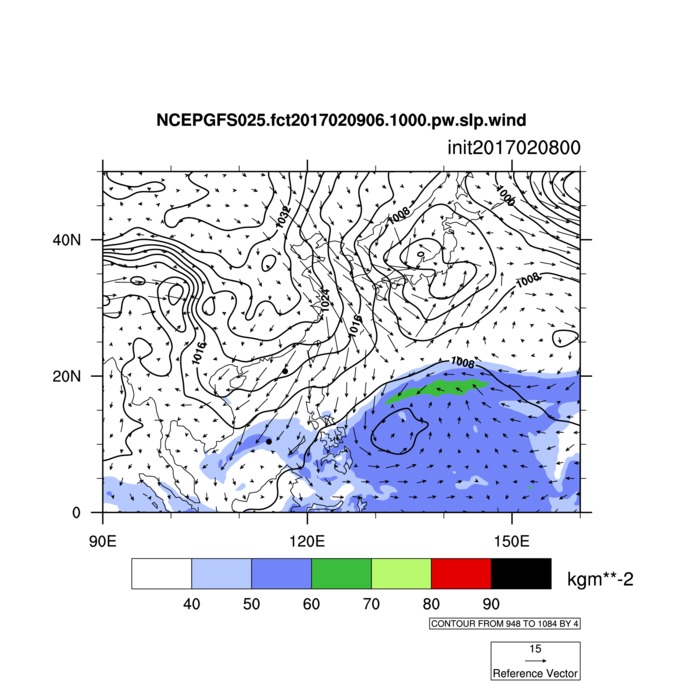 NCEPGFS025.fct2017020906.1000.pw.slp.wind
init2017020800
40N
20N
0
90E
120E
150E
1032
1008
1000
1024
1016
1008
1016
1008
40
50
60
70
80
90
kgm**-2
CONTOUR FROM 948 TO 1084 BY 4
15
Reference Vector